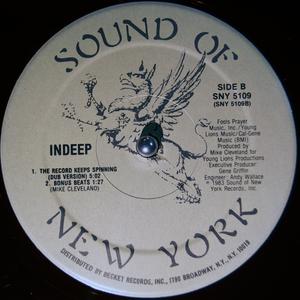 SOUND OF
SIDE B
SNY 5109
(SNY 5109B)
INDEEP
Feels Prayer
Music, Inc./Young
Lions Music/Cal-Gene
Music (BMI)
Produced by
Mike Cleveland for
Young Lions Productions
Executive Producer:
Gene Griffin
Engineer: Andy Wallace
© 1983 Sound of New
York Records, Inc.
1. THE RECORD KEEPS SPINNING
(DUB VERSION) 5:02
2. BONUS BEATS 1:27
(MIKE CLEVELAND)
NEW YORK
DISTRIBUTED BY BECKET RECORDS, INC., 1790 BROADWAY, N.Y., N.Y. 10019